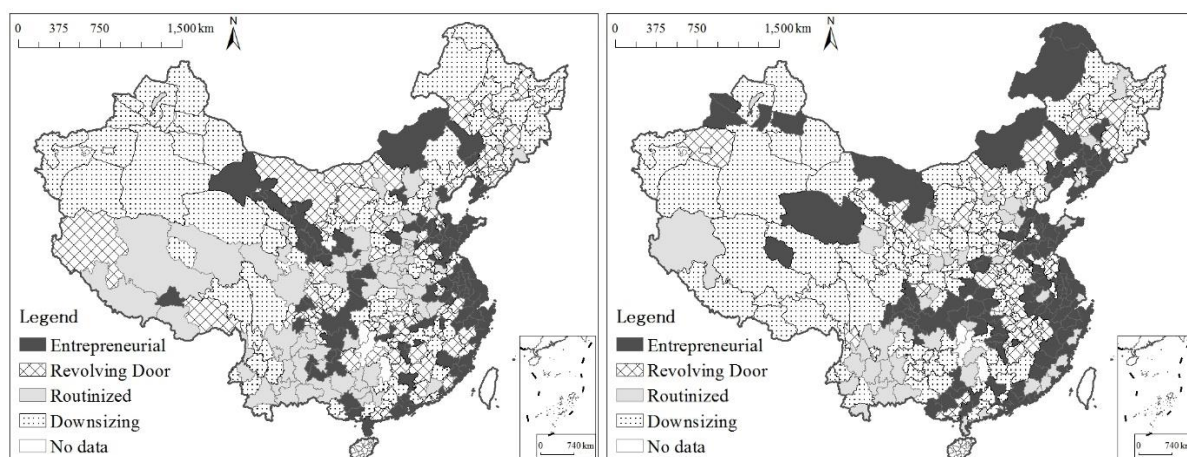 N
0 375 750 1,500 km
Legend
Entrepreneurial
Revolving Door
Routinized
Downsizing
No data
0 740 km
N
0 375 750 1,500 km
Legend
Entrepreneurial
Revolving Door
Routinized
Downsizing
No data
0 740 km